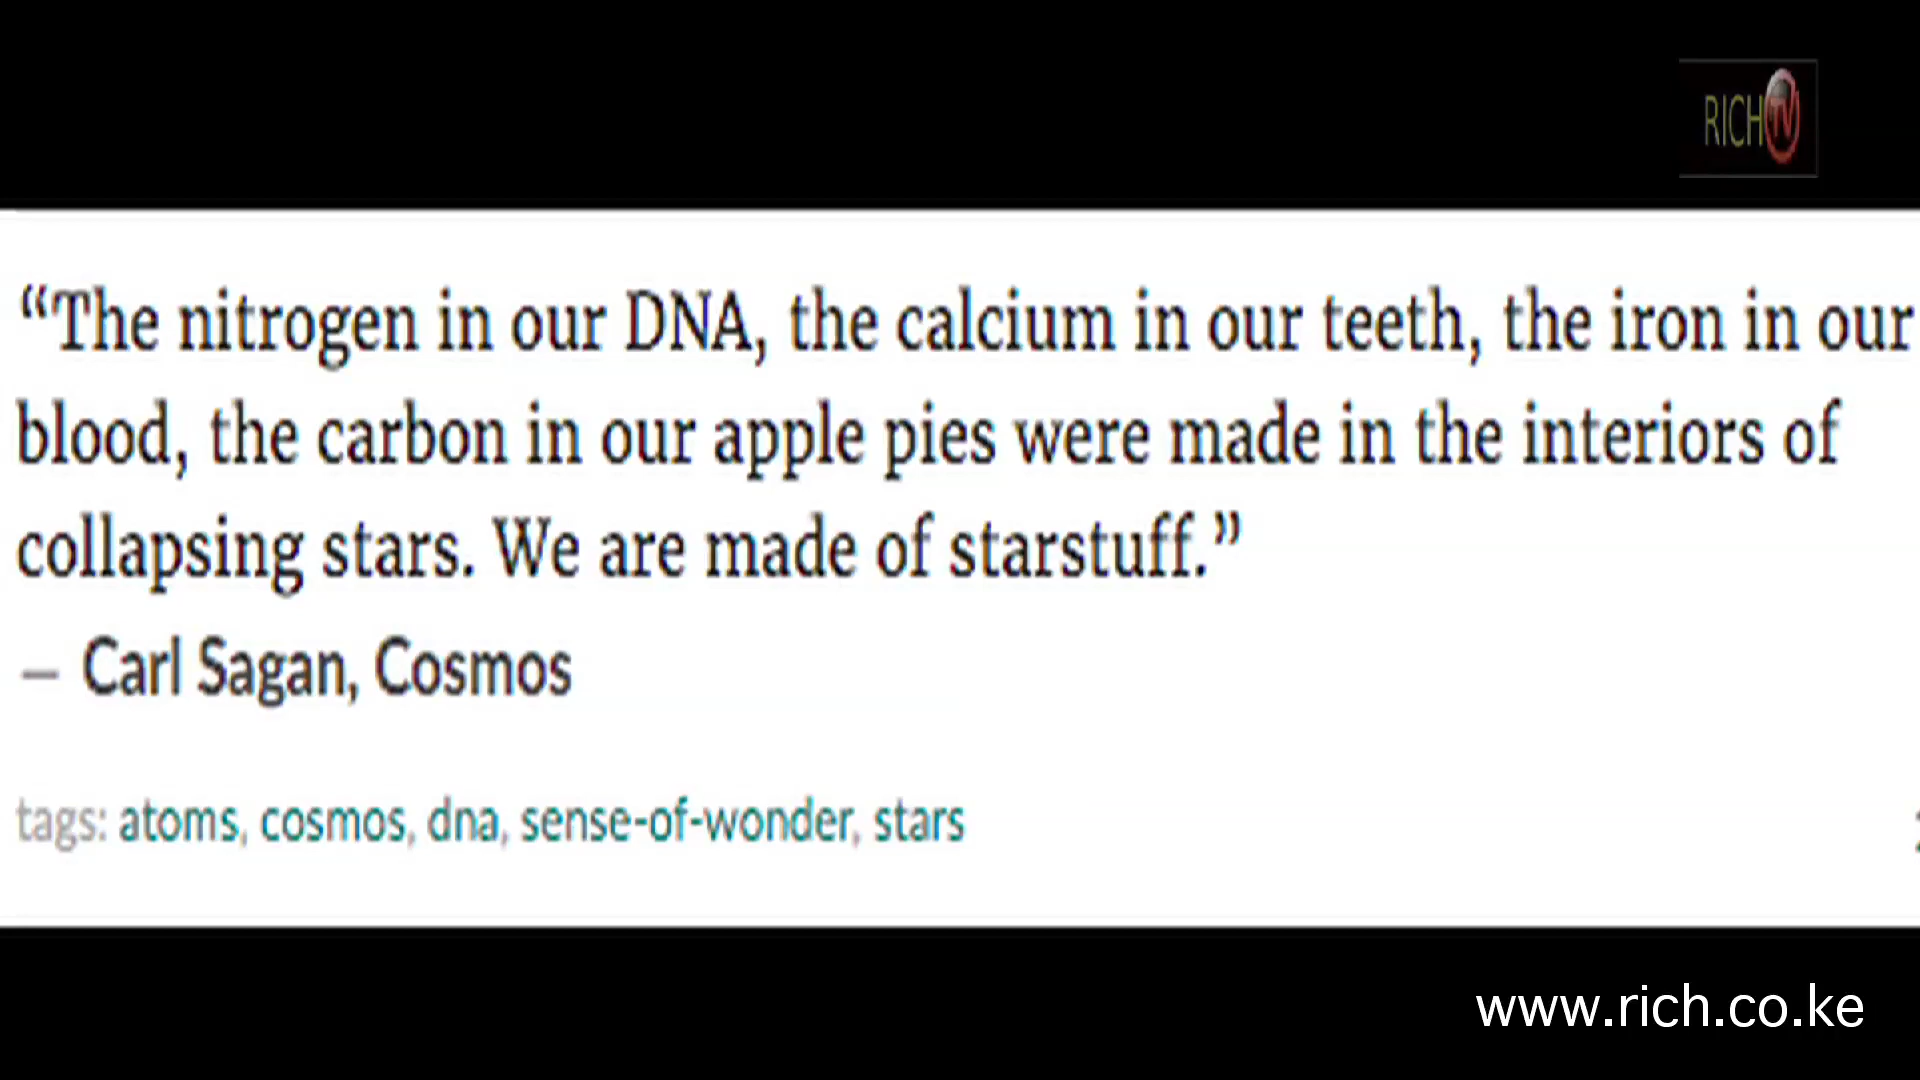 RICHTV
“The nitrogen in our DNA, the calcium in our teeth, the iron in our
blood, the carbon in our apple pies were made in the interiors of
collapsing stars. We are made of starstuff.”
― Carl Sagan, Cosmos
tags: atoms, cosmos, dna, sense-of-wonder, stars
www.rich.co.ke